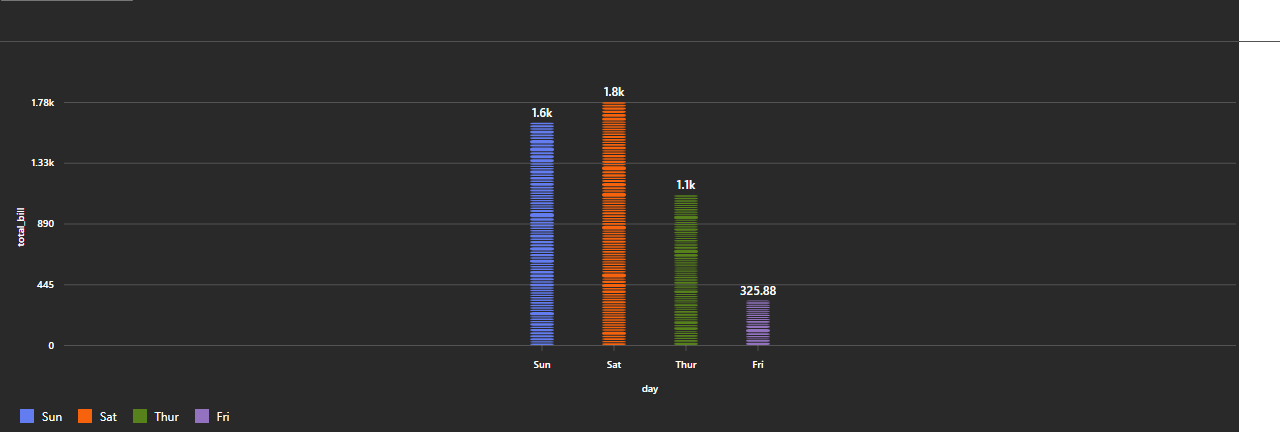 1.8k
1.78k
1.6k
1.33k
1.1k
890
total_bill
445
325.88
0
Sun Sat Thur Fri
day
Sun Sat Thur Fri